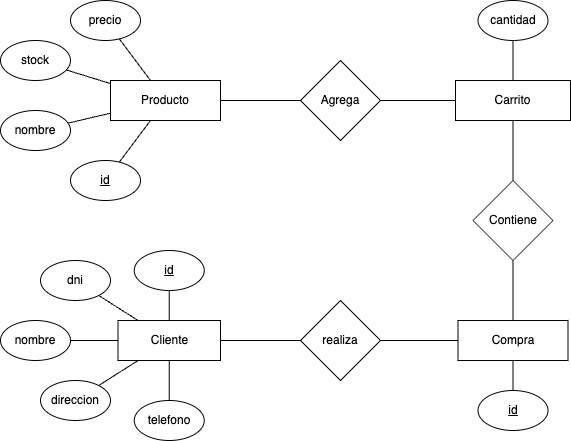 precio
cantidad
stock
Producto
Agrega
Carrito
nombre
id
Contiene
dni
id
nombre
Cliente
realiza
Compra
direccion
telefono
id